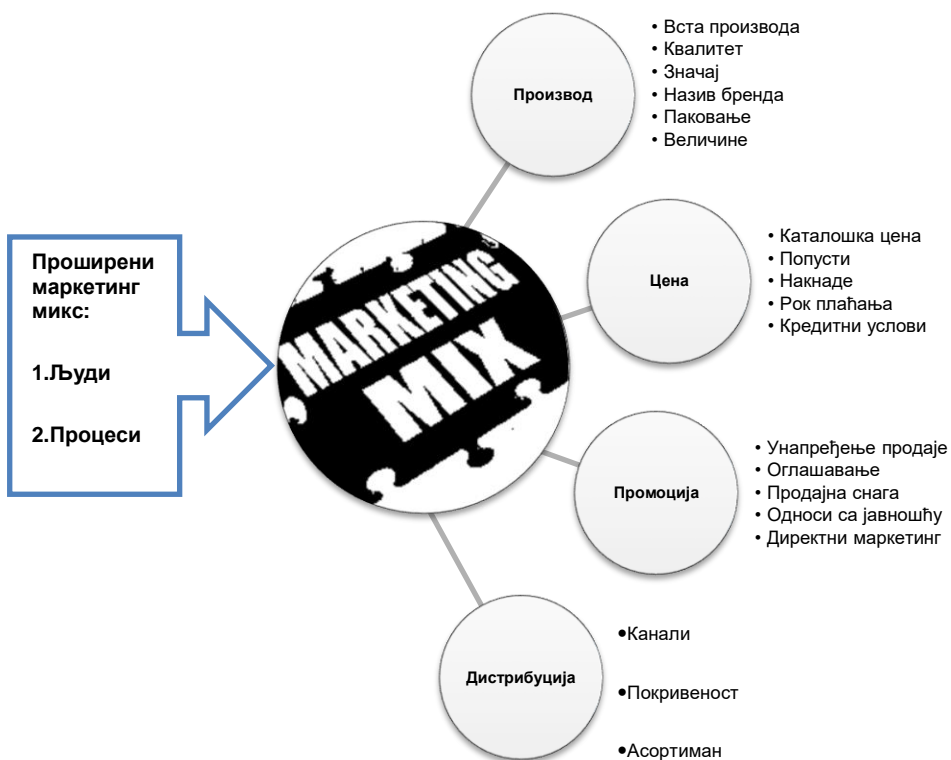 Производ
• Вста производа
• Квалитет
• Значај
• Назив бренда
• Паковање
• Величине
Проширени
маркетинг
микс:
1.Људи
2.Процеси
MARKETING
MIX
Цена
• Каталошка цена
• Попусти
• Накнаде
• Рок плаћања
• Кредитни услови
Промоција
• Унапређење продаје
• Оглашавање
• Продајна снага
• Односи са јавношћу
• Директни маркетинг
Дистрибуција
•Канали
•Покривеност
•Асортиман